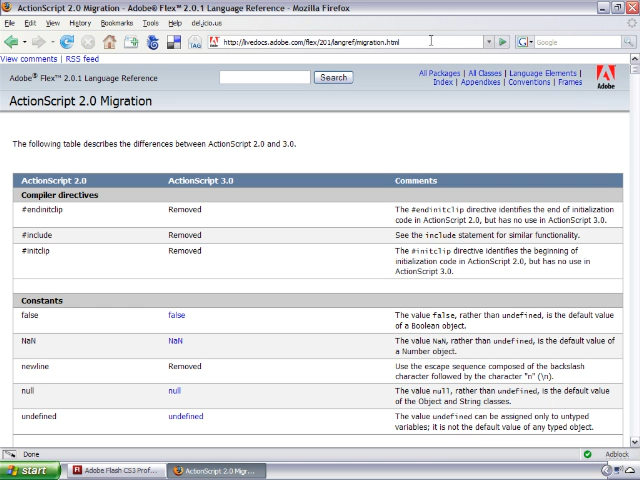 ActionScript 2.0 Migration - Adobe® Flex™ 2.0.1 Language Reference - Mozilla Firefox
File Edit View History Bookmarks Tools Help del.icio.us
TAG http://livedocs.adobe.com/flex/201/langref/migration.html G Google
View comments | RSS feed
Adobe® Flex™ 2.0.1 Language Reference Search All Packages | All Classes | Language Elements |
Index | Appendixes | Conventions | Frames
Adobe
ActionScript 2.0 Migration
The following table describes the differences between ActionScript 2.0 and 3.0.
ActionScript 2.0 ActionScript 3.0 Comments
Compiler directives
#endinitclip Removed The #endinitclip directive identifies the end of initialization
code in ActionScript 2.0, but has no use in ActionScript 3.0.
#include Removed See the include statement for similar functionality.
#initclip Removed The #initclip directive identifies the beginning of
initialization code in ActionScript 2.0, but has no use in
ActionScript 3.0.
Constants
false false The value false, rather than undefined, is the default value
of a Boolean object.
NaN NaN The value NaN, rather than undefined, is the default value of
a Number object.
newline Removed Use the escape sequence composed of the backslash
character followed by the character "n" (\n).
null null The value null, rather than undefined, is the default value
of the Object and String classes.
undefined undefined The value undefined can be assigned only to untyped
variables; it is not the default value of any typed object.
Done Adblock
start Adobe Flash CS3 Prof... ActionScript 2.0 Migr...